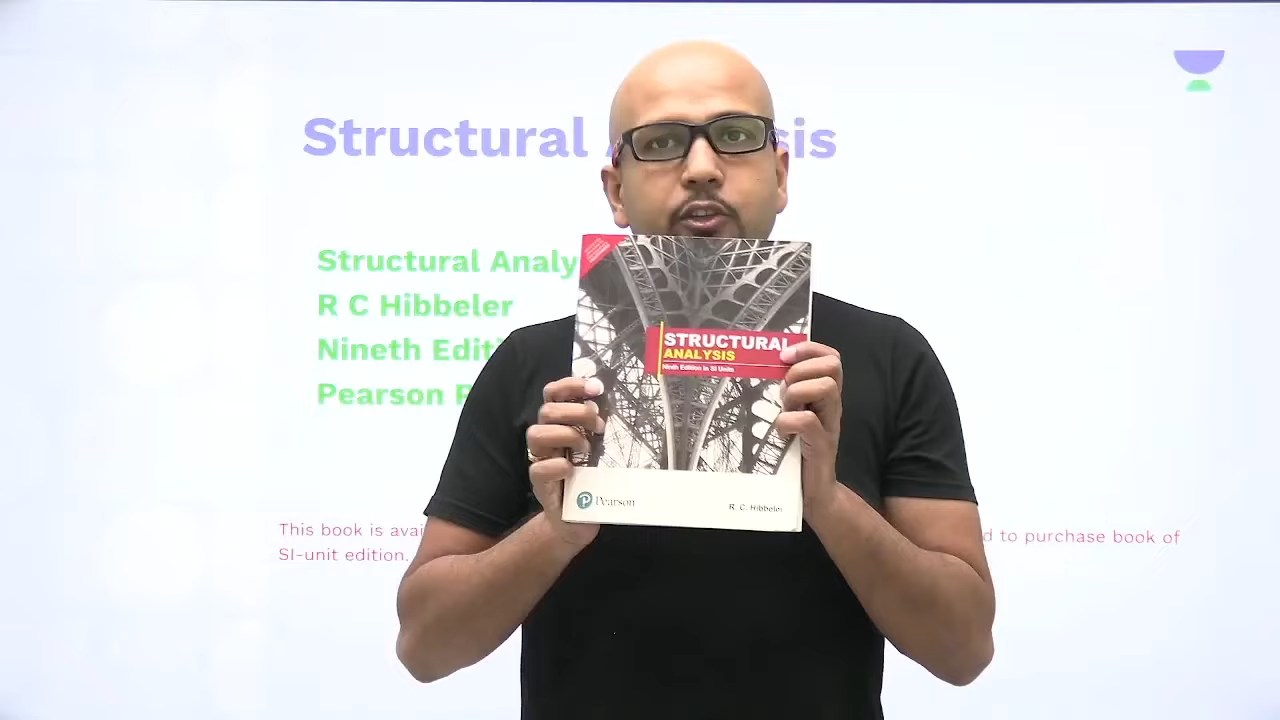 Structural sis
Structural Analy
R C Hibbeler
Nineth Editi
Pearson
This book is avai d to purchase book of
SI-unit edition.
STRUCTURAL
ANALYSIS
Ninth Edition in SI Units
Pearson
R. C. Hibbeler